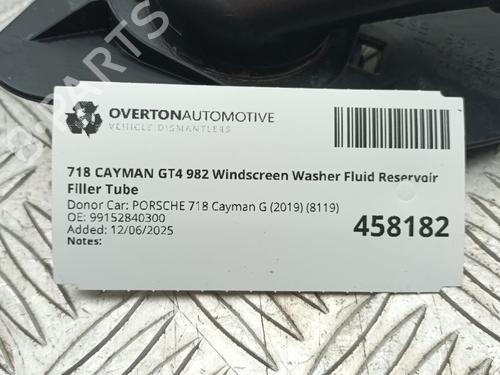 PARTS
OVERTONAUTOMOTIVE
VEHICLE DISMANTLERS
718 CAYMAN GT4 982 Windscreen Washer Fluid Reservoir
Filler Tube
Donor Car: PORSCHE 718 Cayman G (2019) (8119)
OE: 99152840300
Added: 12/06/2025
Notes:
458182